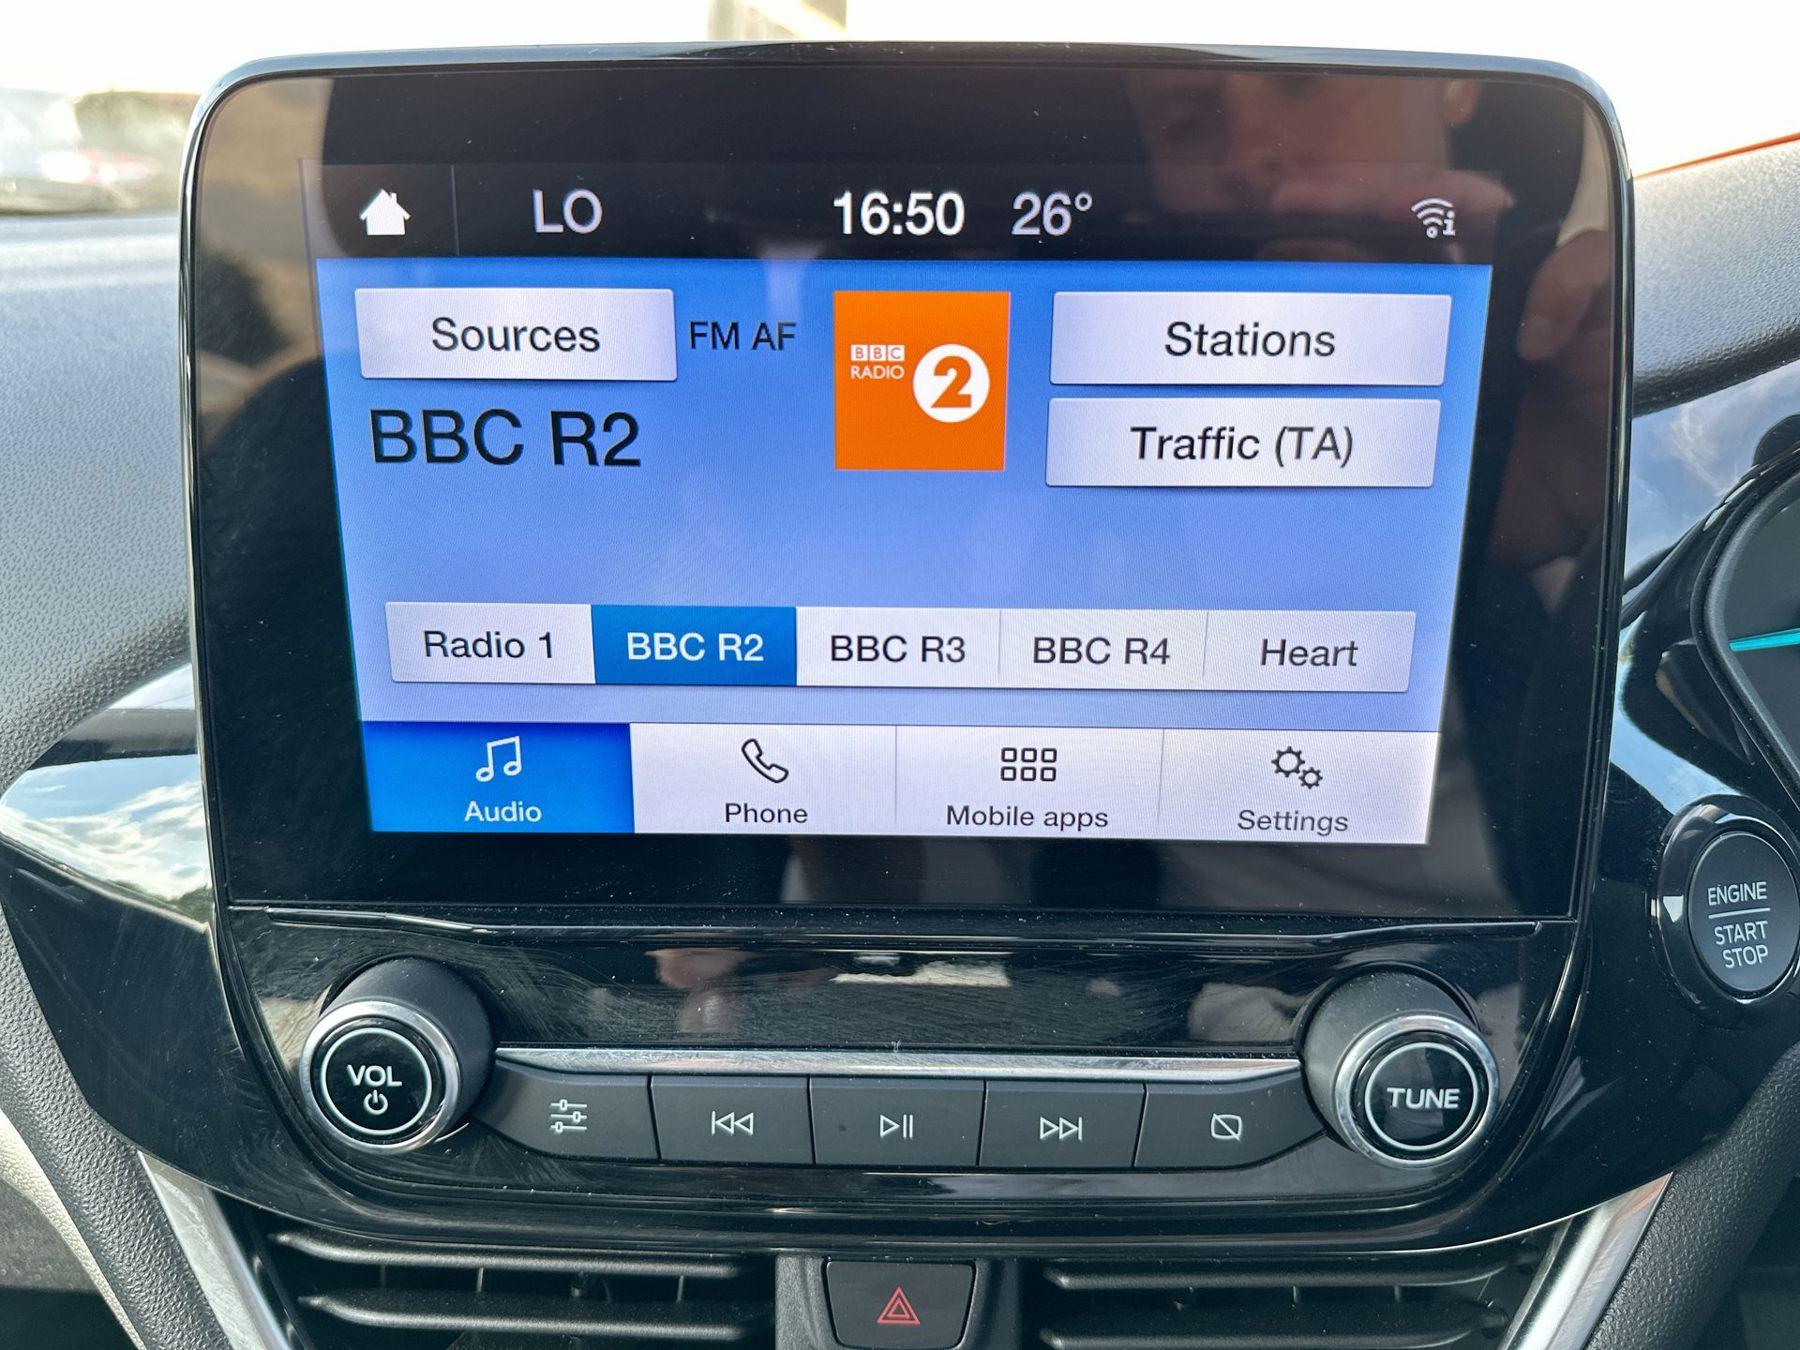 LO
16:50
26°
Sources
FM AF
BBC
RADIO
2
Stations
BBC R2
Traffic (TA)
Radio 1
BBC R2
BBC R3
BBC R4
Heart
Audio
Phone
Mobile apps
Settings
ENGINE
START
STOP
VOL
TUNE